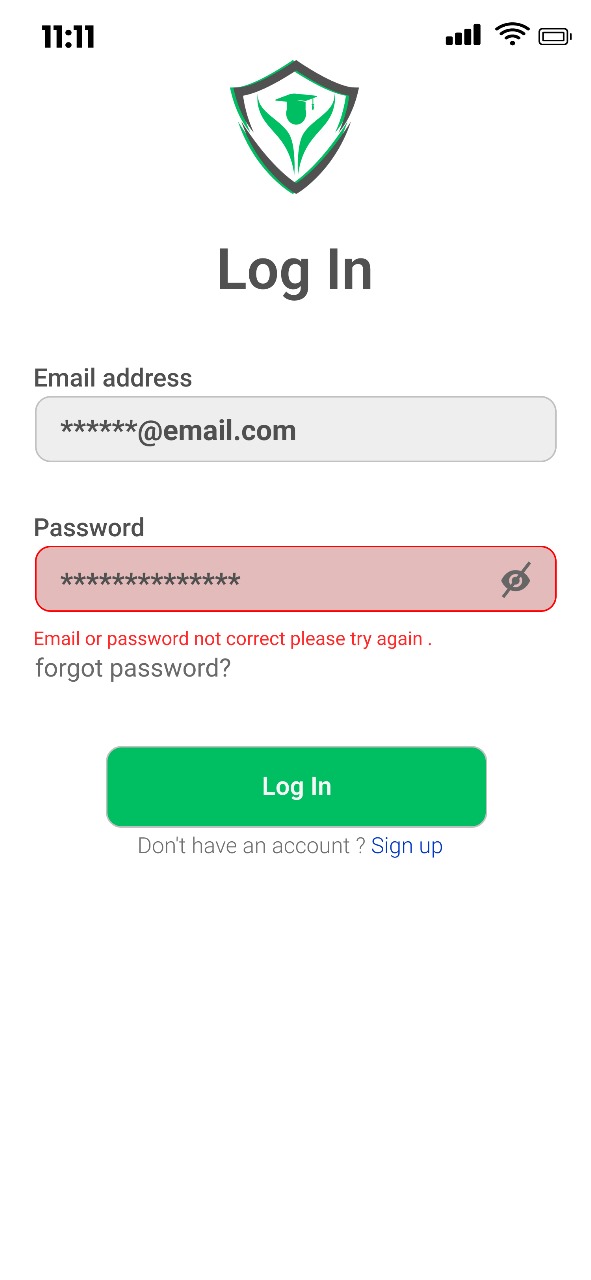 11:11
Log In
Email address
******@email.com
Password
**************
Email or password not correct please try again .
forgot password?
Log In
Don't have an account ? Sign up